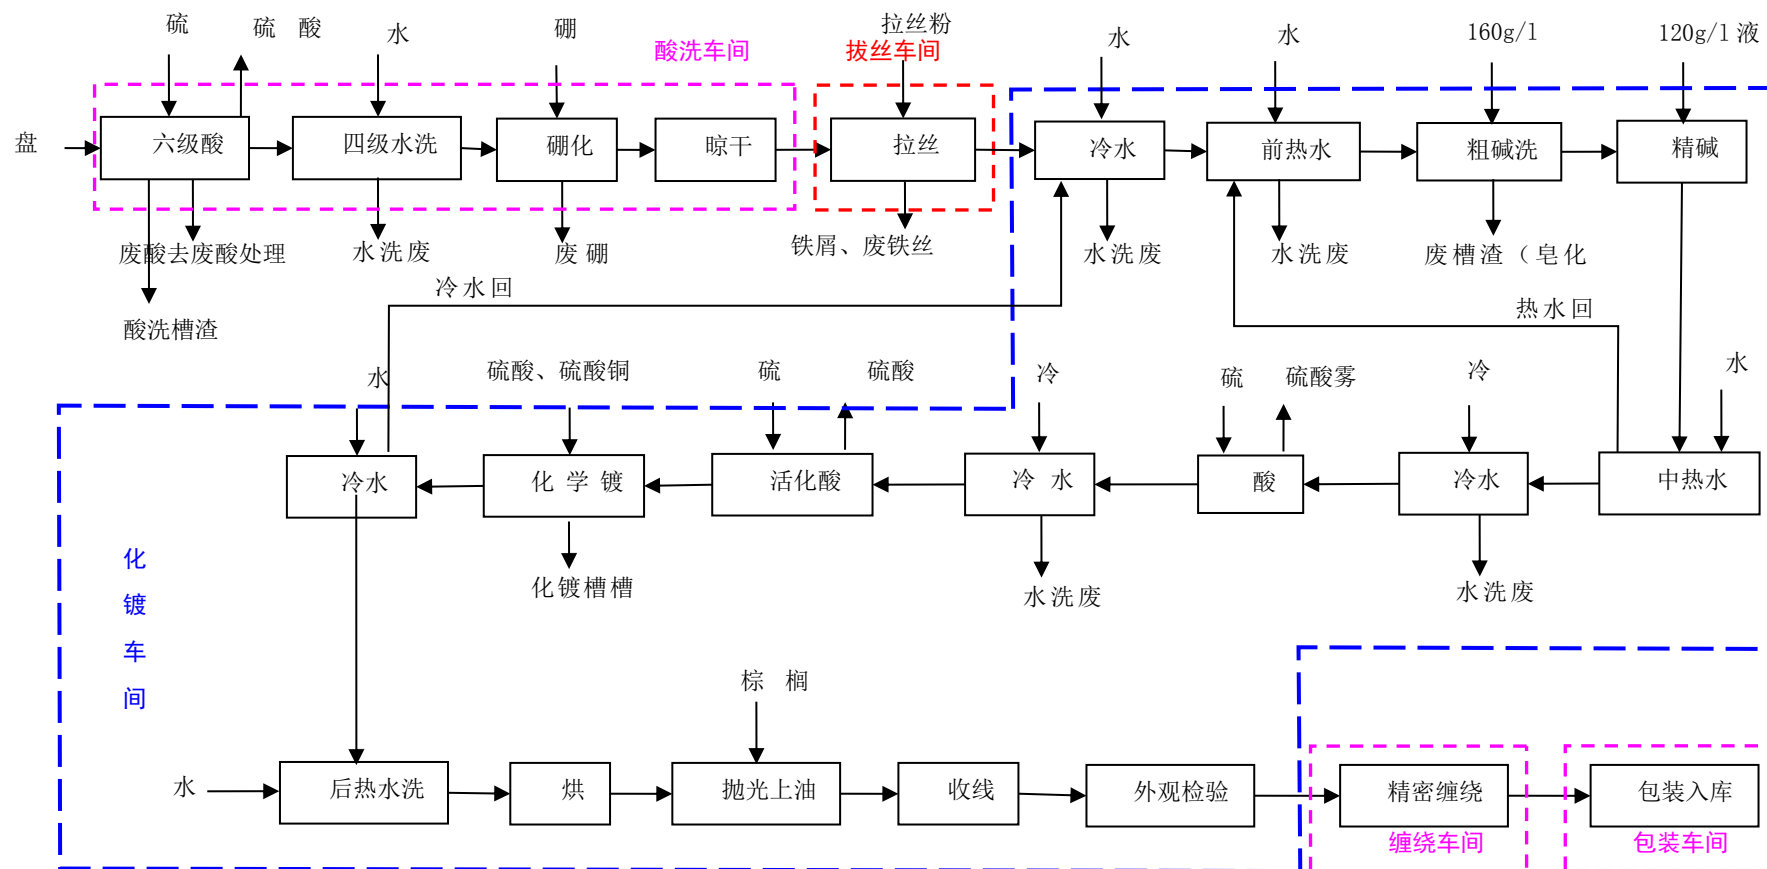 硫
硫 酸
水
硼
酸洗车间
拉丝粉
拔丝车间
水
水
160g/l
120g/l 液
盘
六级酸
四级水洗
硼化
晾干
拉丝
冷水
前热水
粗碱洗
精碱
废酸去废酸处理
水洗废
废硼
铁屑、废铁丝
水洗废
水洗废
废槽渣（皂化
冷水回
热水回
酸洗槽渣
水
硫酸、硫酸铜
硫
硫酸
冷
硫
硫酸雾
冷
水
冷水
化学镀
活化酸
冷水
酸
冷水
中热水
化镀槽槽
水洗废
水洗废
化
镀
车
间
棕榈
水
后热水洗
烘
抛光上油
收线
外观检验
精密缠绕
包装入库
缠绕车间
包装车间